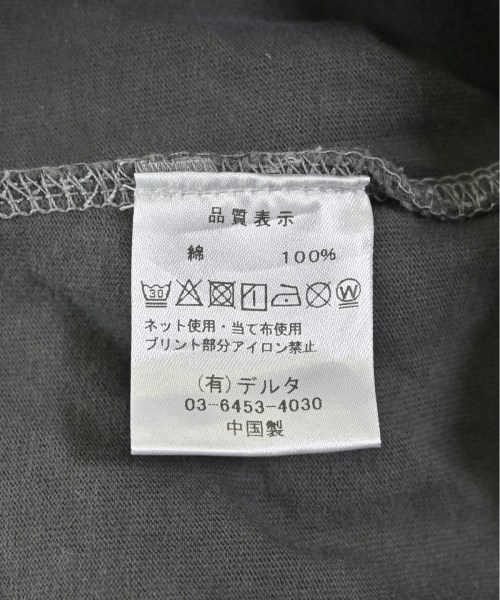 品質表示
綿 100%
30 W
ネット使用・当て布使用
プリント部分アイロン禁止
(有)デルタ
03-6453-4030
中国製